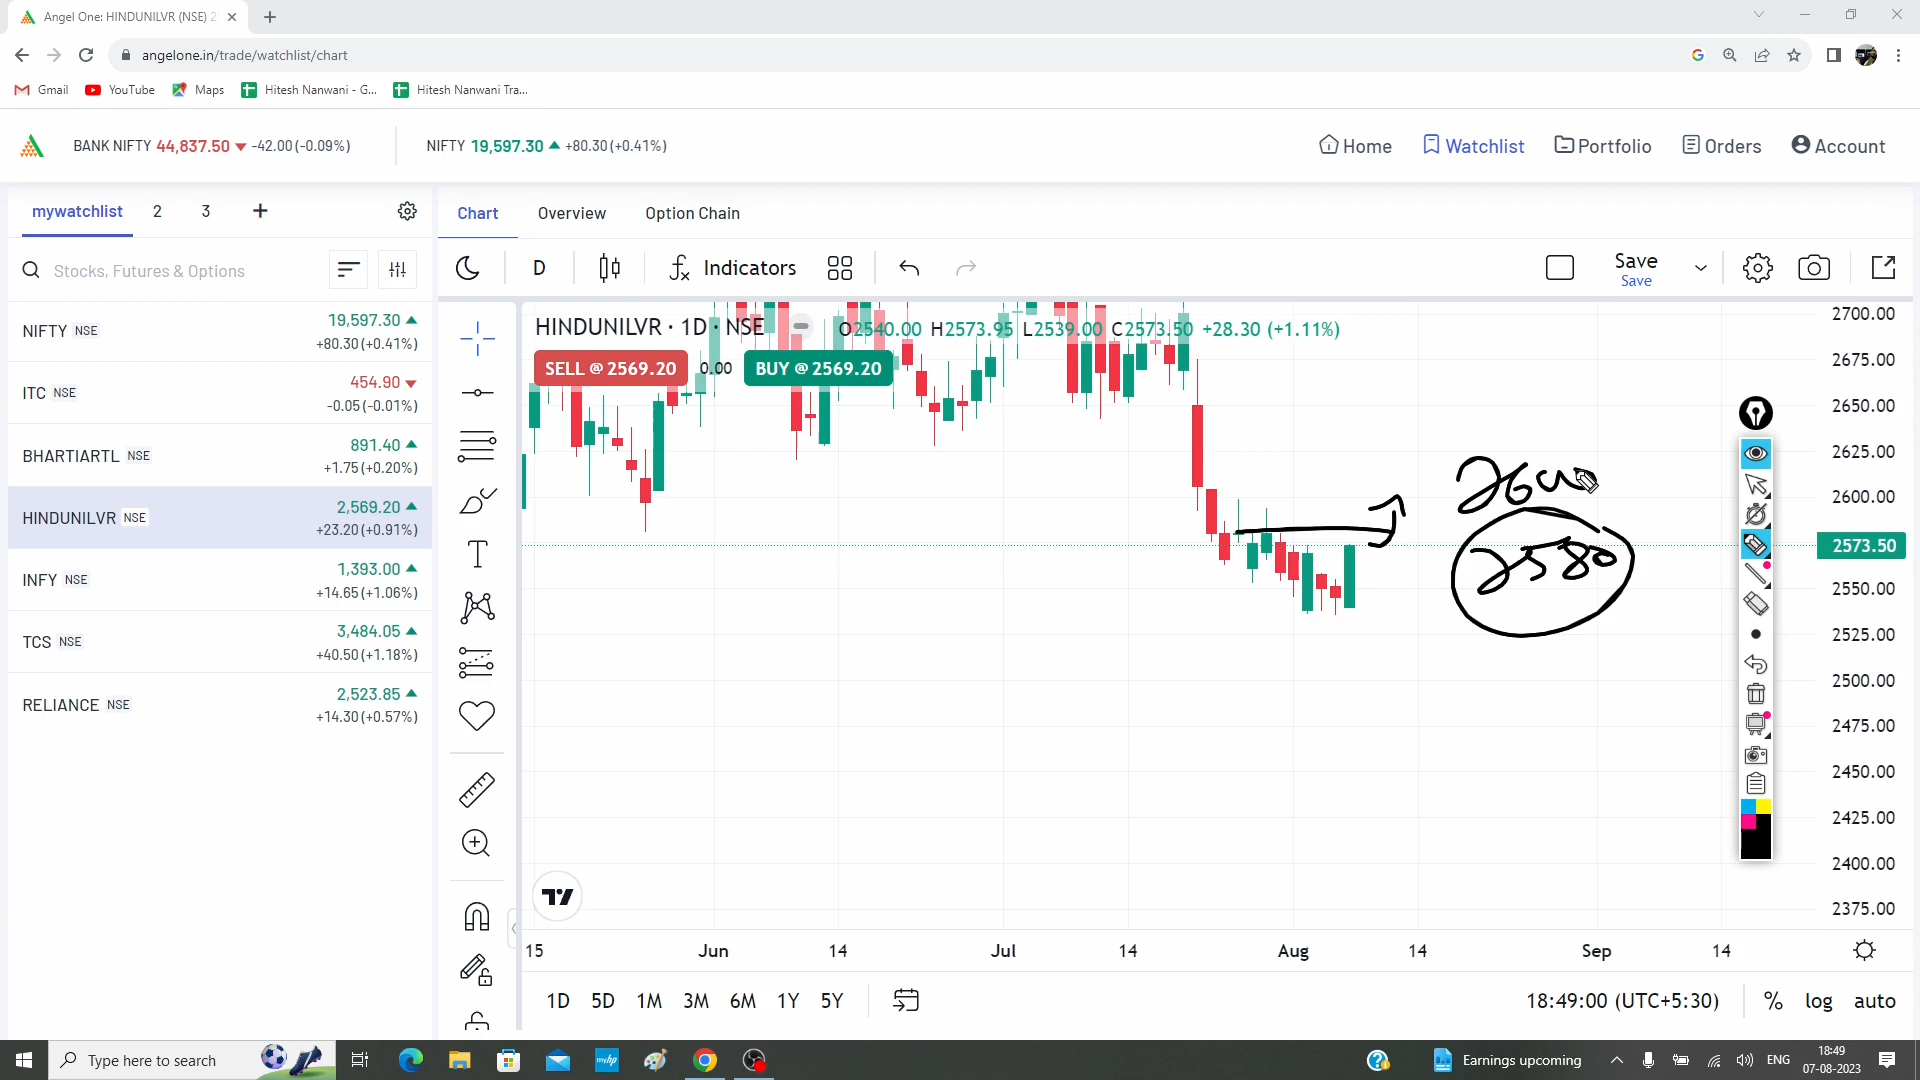 Angel One: HINDUNILVR (NSE) 2
angelone.in/trade/watchlist/chart
Gmail YouTube Maps Hitesh Nanwani - G... Hitesh Nanwani Tra...
BANK NIFTY 44,837.50 -42.00 (-0.09%) NIFTY 19,597.30 +80.30 (+0.41%)
Home Watchlist Portfolio Orders Account
mywatchlist 2 3 +
Chart Overview Option Chain
Stocks, Futures & Options
D Indicators Save
Save
NIFTY NSE 19,597.30
+80.30 (+0.41%)
ITC NSE 454.90
-0.05 (-0.01%)
BHARTIARTL NSE 891.40
+1.75 (+0.20%)
HINDUNILVR NSE 2,569.20
+23.20 (+0.91%)
INFY NSE 1,393.00
+14.65 (+1.06%)
TCS NSE 3,484.05
+40.50 (+1.18%)
RELIANCE NSE 2,523.85
+14.30 (+0.57%)
HINDUNILVR · 1D · NSE O2540.00 H2573.95 L2539.00 C2573.50 +28.30 (+1.11%)
SELL @ 2569.20 0.00 BUY @ 2569.20
2580
2700.00
2675.00
2650.00
2625.00
2600.00
2573.50
2550.00
2525.00
2500.00
2475.00
2450.00
2425.00
2400.00
2375.00
15 Jun 14 Jul 14 Aug 14 Sep 14
1D 5D 1M 3M 6M 1Y 5Y 18:49:00 (UTC+5:30) % log auto
Type here to search
myhp
Earnings upcoming
ENG
18:49
07-08-2023